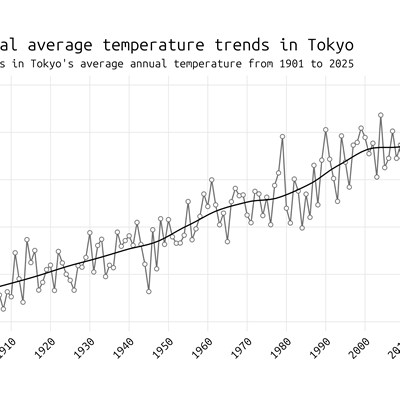 al average temperature trends in Tokyo
s in Tokyo's average annual temperature from 1901 to 2025
1910 1920 1930 1940 1950 1960 1970 1980 1990 2000 201